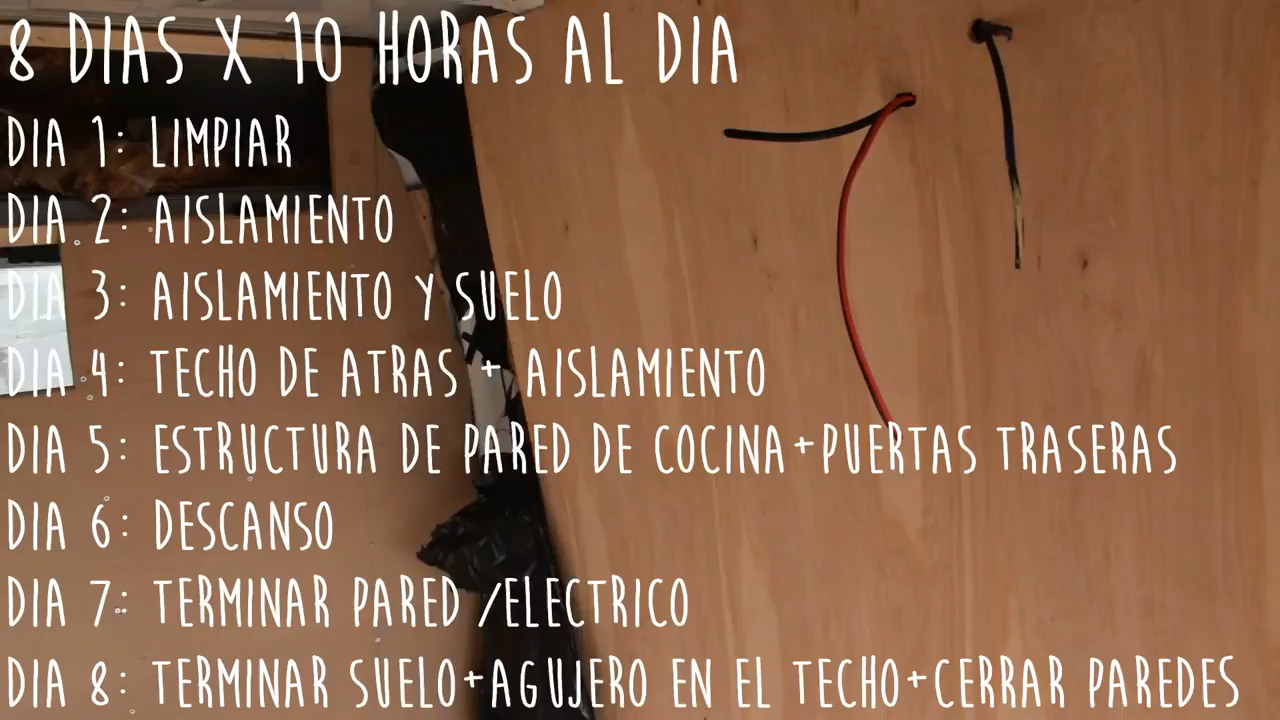 8 DIAS X 10 HORAS AL DIA
DIA 1: LIMPIAR
DIA 2: AISLAMIENTO
DIA 3: AISLAMIENTO Y SUELO
DIA 4: TECHO DE ATRAS + AISLAMIENTO
DIA 5: ESTRUCTURA DE PARED DE COCINA+PUERTAS TRASERAS
DIA 6: DESCANSO
DIA 7: TERMINAR PARED /ELECTRICO
DIA 8: TERMINAR SUELO+AGUJERO EN EL TECHO+CERRAR PAREDES